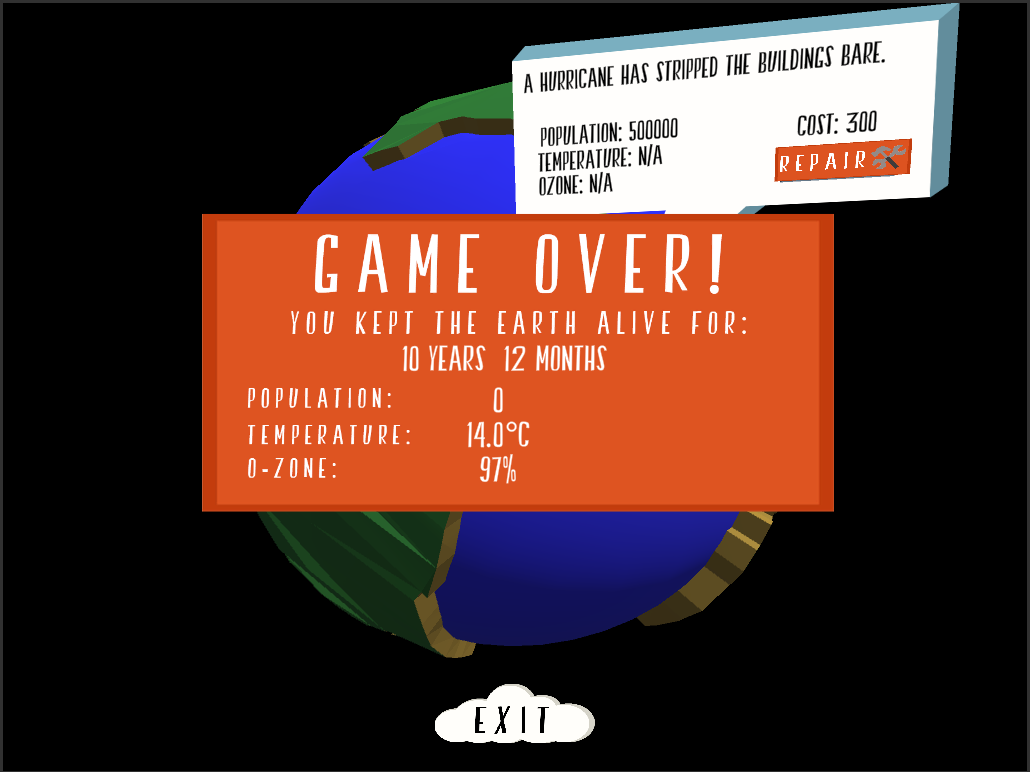 A HURRICANE HAS STRIPPED THE BUILDINGS BARE.
POPULATION: 500000
TEMPERATURE: N/A
OZONE: N/A
COST: 300
REPAIR
GAME OVER!
YOU KEPT THE EARTH ALIVE FOR:
10 YEARS 12 MONTHS
POPULATION: 0
TEMPERATURE: 14.0°C
O-ZONE: 97%
EXIT